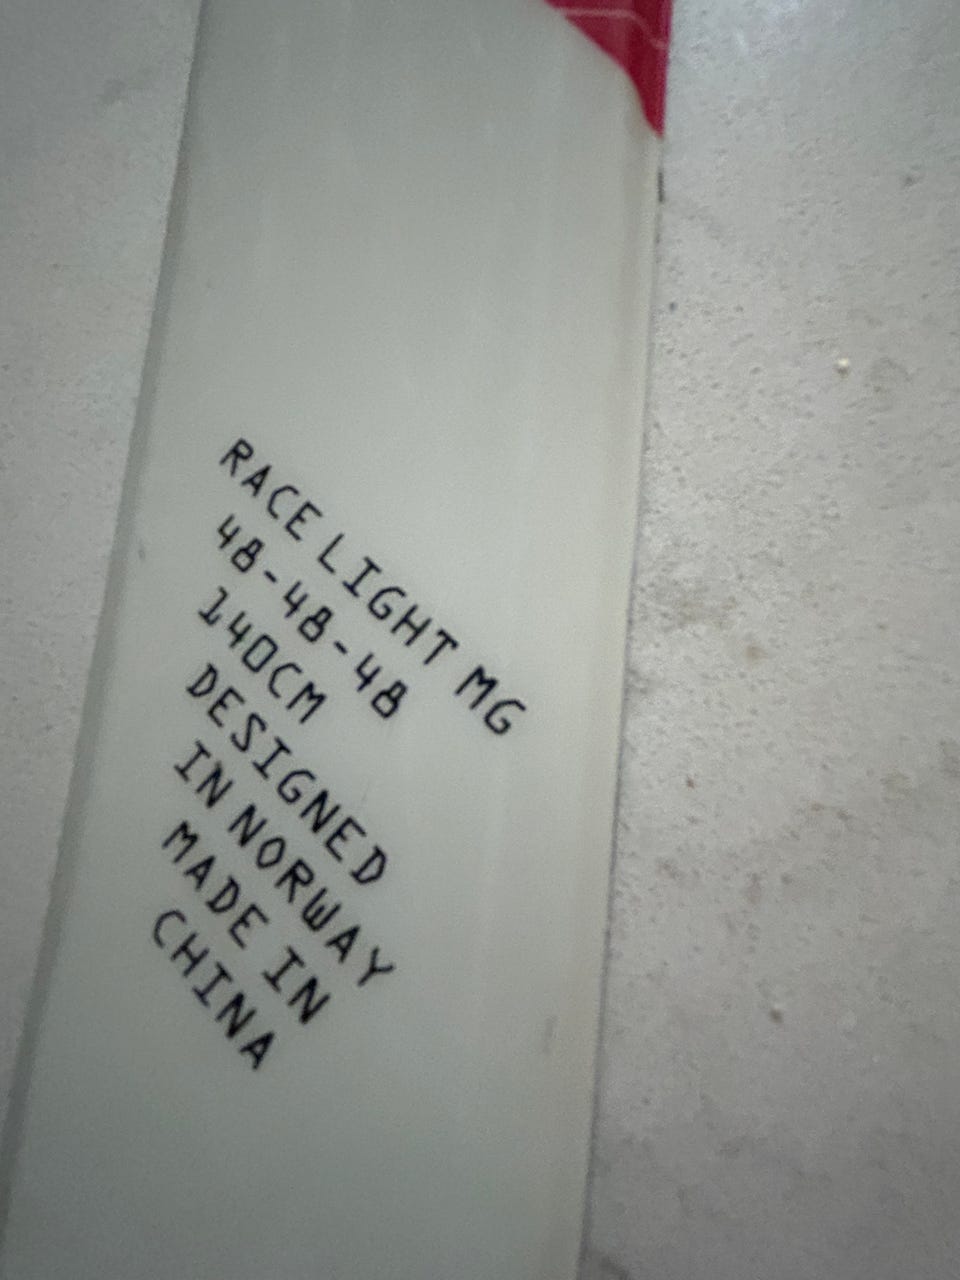 RACE LIGHT MG
48-48-48
140CM
DESIGNED
IN NORWAY
MADE IN
CHINA